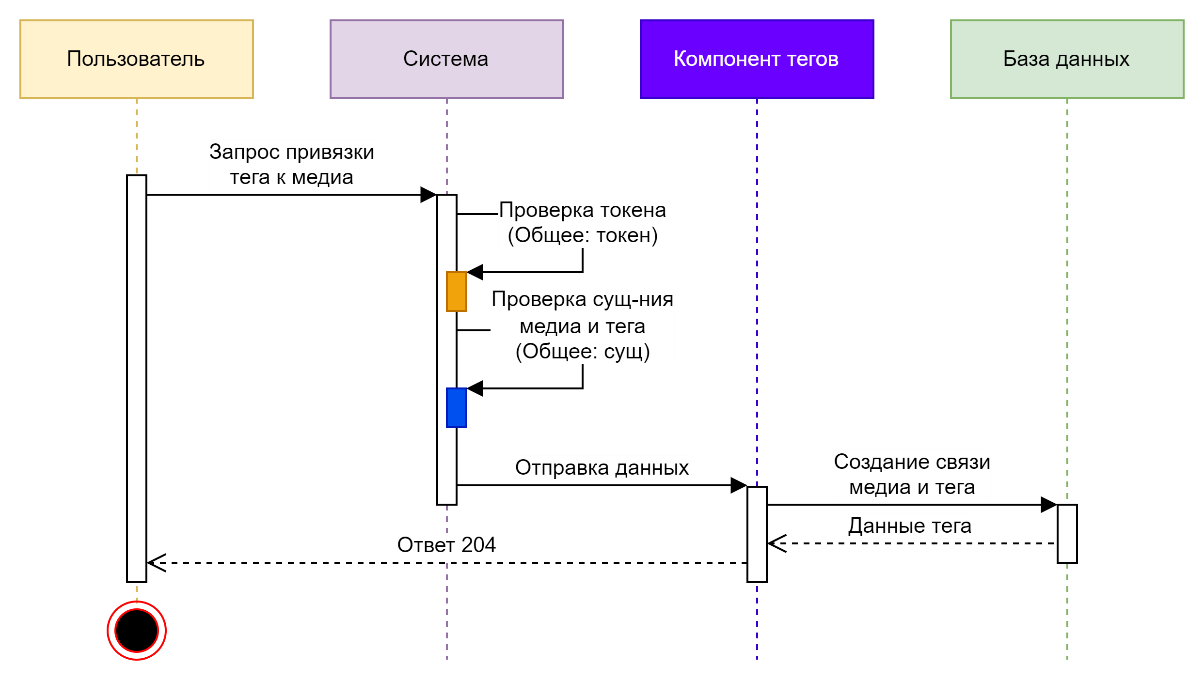 Пользователь
Система
Компонент тегов
База данных
Запрос привязки
тега к медиа
Проверка токена
(Общее: токен)
Проверка сущ-ния
медиа и тега
(Общее: сущ)
Отправка данных
Создание связи
медиа и тега
Данные тега
Ответ 204